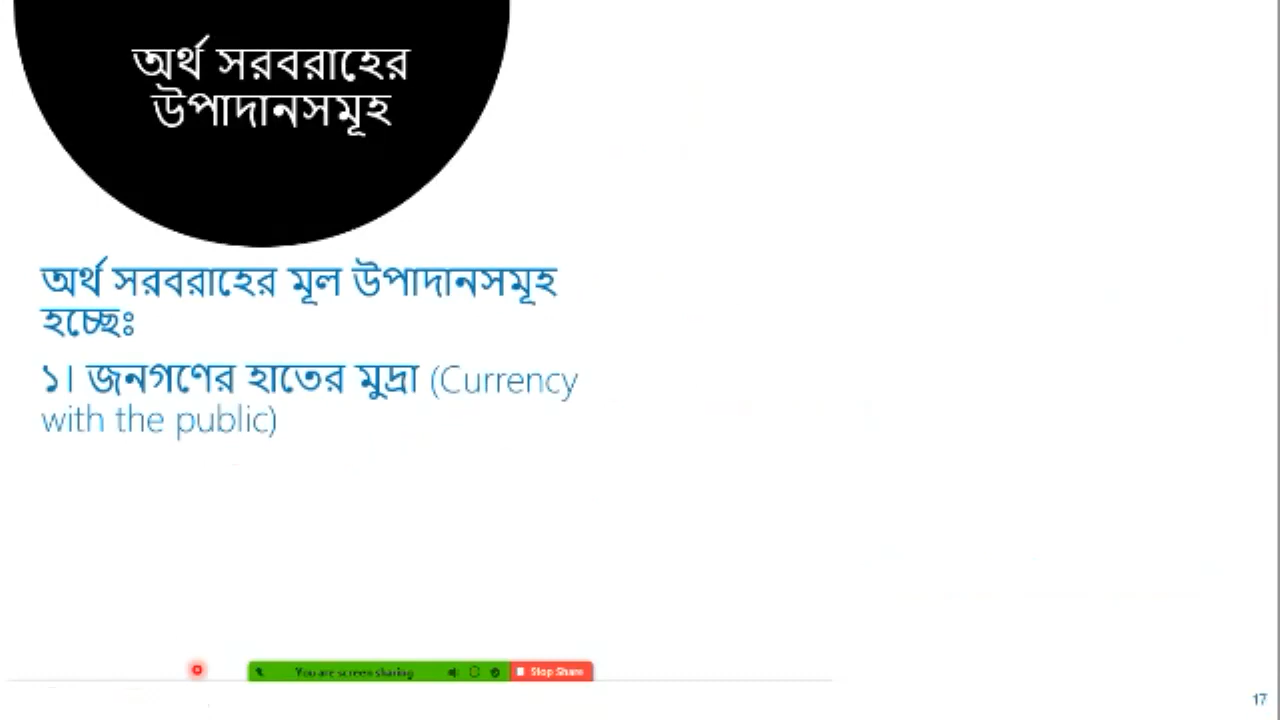 অর্থ সরবরাহের
উপাদানসমূহ
অর্থ সরবরাহের মূল উপাদানসমূহ
হচ্ছেঃ
১। জনগণের হাতের মুদ্রা (Currency
with the public)
You are screen sharing
Stop Share
17